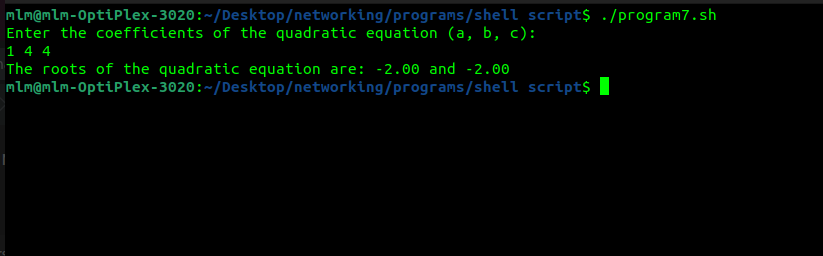 mlm@mlm-OptiPlex-3020:~/Desktop/networking/programs/shell script$ ./program7.sh
Enter the coefficients of the quadratic equation (a, b, c):
1 4 4
The roots of the quadratic equation are: -2.00 and -2.00
mlm@mlm-OptiPlex-3020:~/Desktop/networking/programs/shell script$